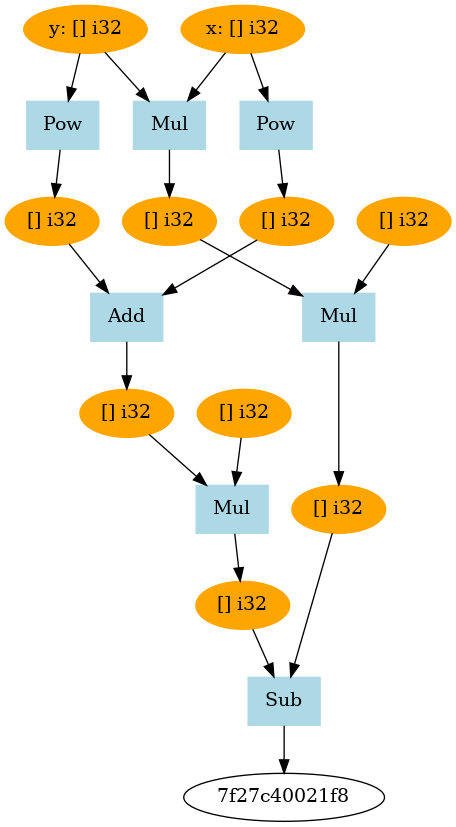 y: [] i32 x: [] i32
Pow Mul Pow
[] i32 [] i32 [] i32 [] i32
Add Mul
[] i32 [] i32
Mul [] i32
[] i32
Sub
7f27c40021f8